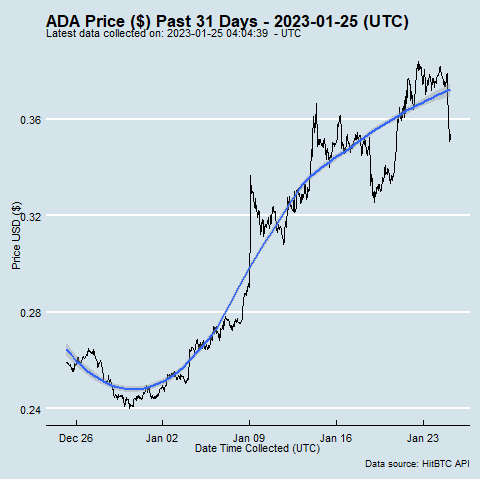 ADA Price ($) Past 31 Days - 2023-01-25 (UTC)
Latest data collected on: 2023-01-25 04:04:39 - UTC
Price USD ($)
0.36
0.32
0.28
0.24
Dec 26 Jan 02 Jan 09 Jan 16 Jan 23
Date Time Collected (UTC)
Data source: HitBTC API